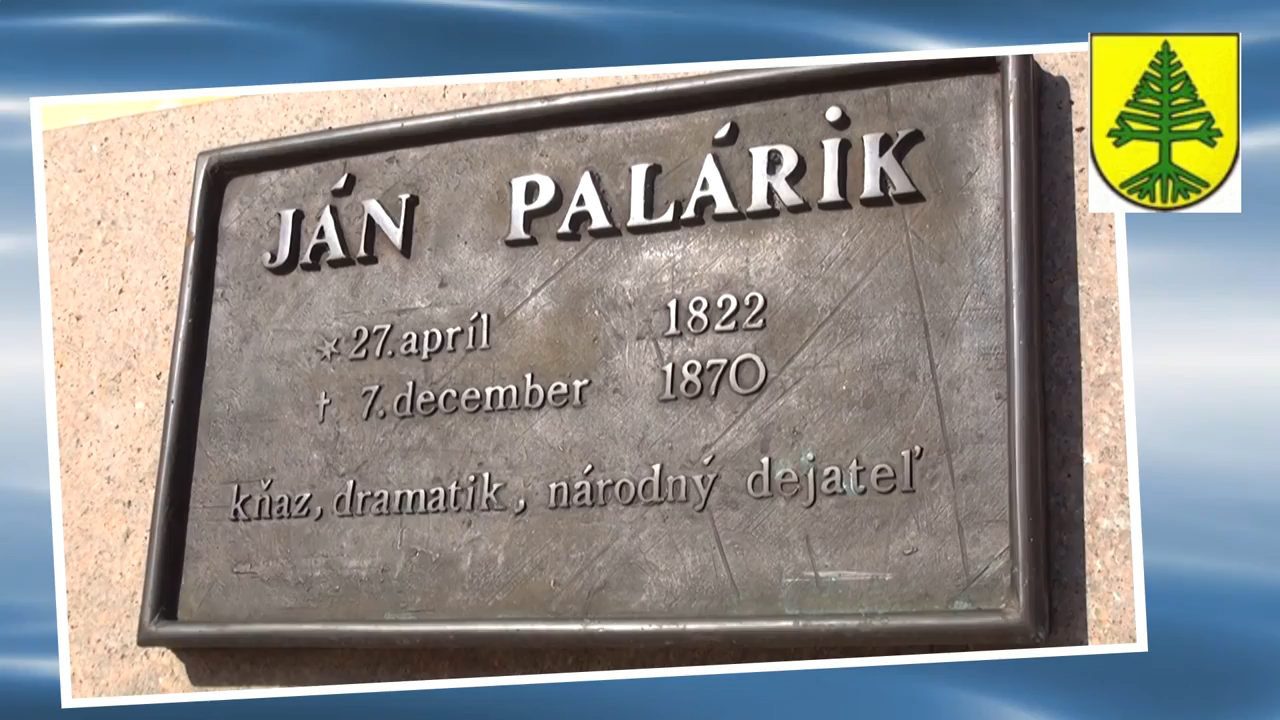 JÁN PALÁRIK
* 27. apríl 1822
† 7. december 1870
kňaz, dramatik, národný dejateľ